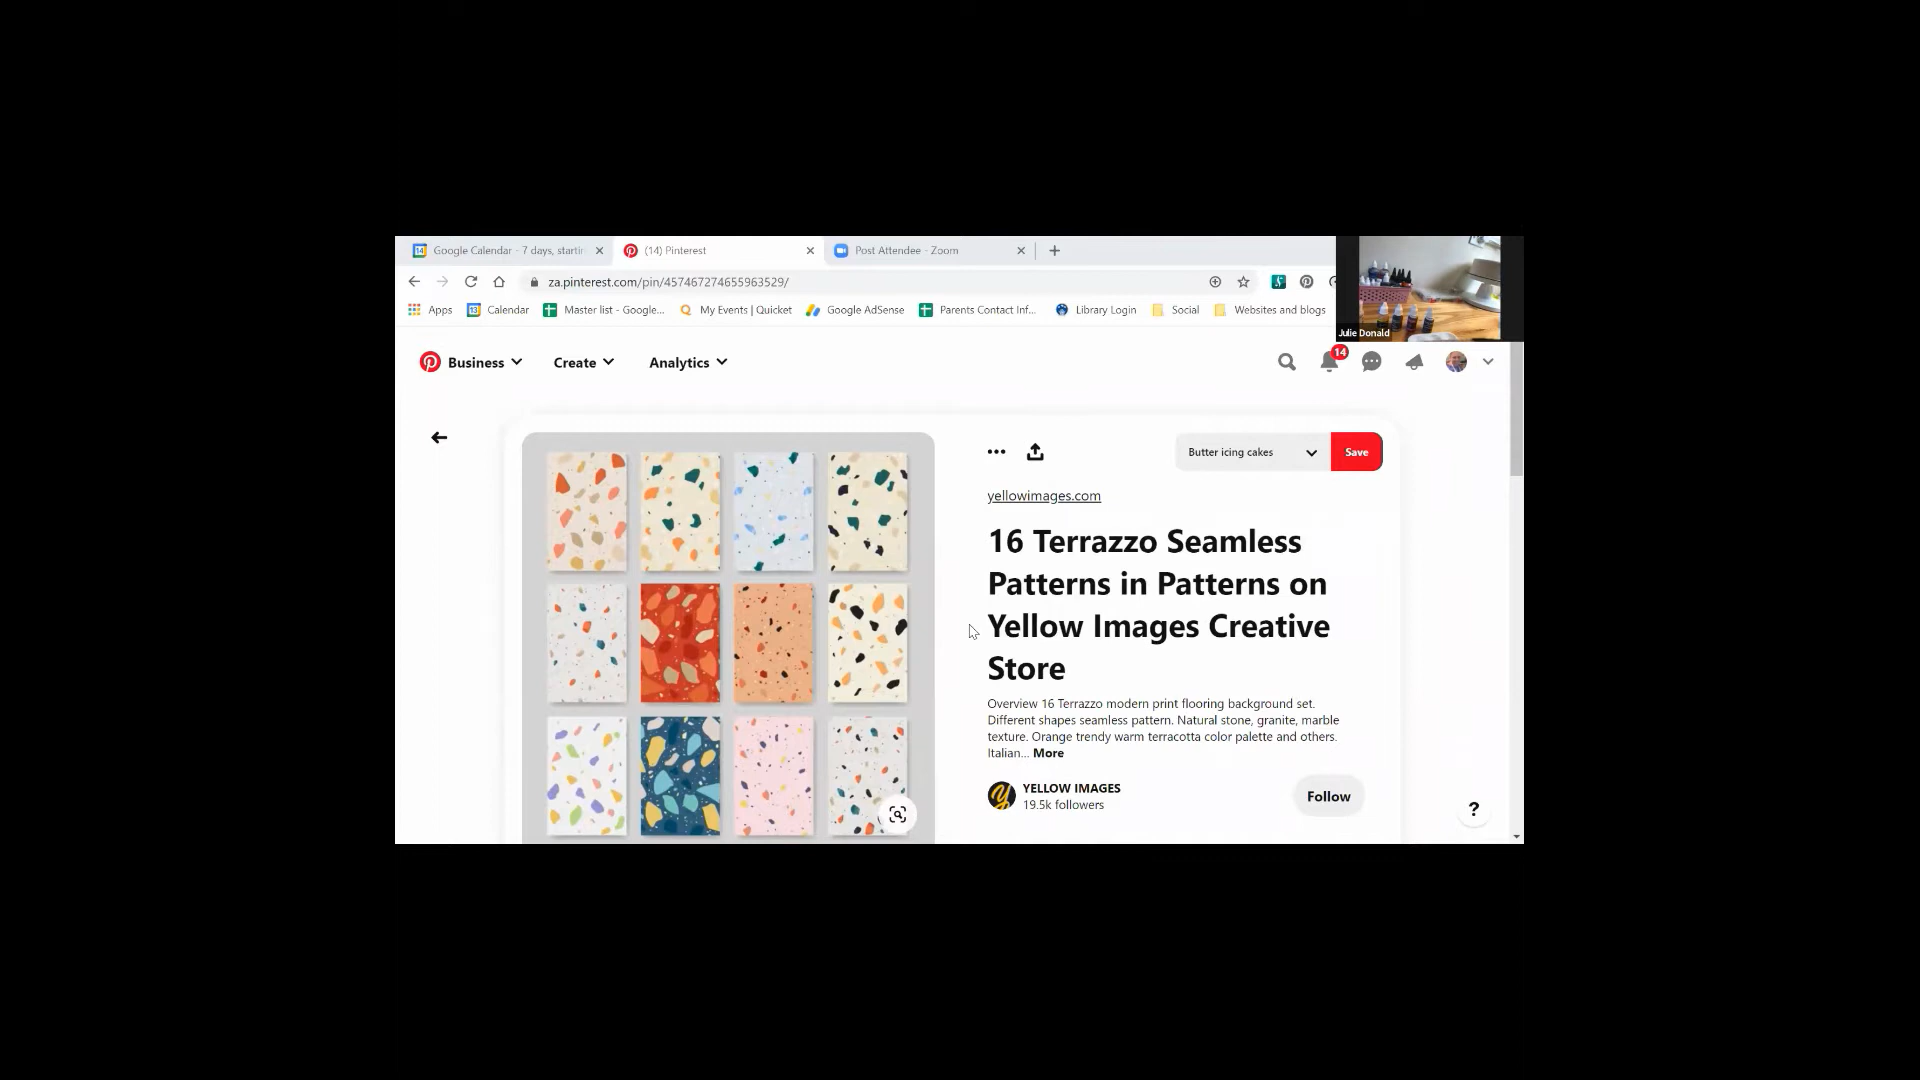 Google Calendar - 7 days, startin
(14) Pinterest
Post Attendee - Zoom
za.pinterest.com/pin/457467274655963529/
Apps
Calendar
Master list - Google...
My Events | Quicket
Google AdSense
Parents Contact Inf...
Library Login
Social
Websites and blogs
Julie Donald
Business
Create
Analytics
14
Butter icing cakes
Save
yellowimages.com
16 Terrazzo Seamless
Patterns in Patterns on
Yellow Images Creative
Store
Overview 16 Terrazzo modern print flooring background set.
Different shapes seamless pattern. Natural stone, granite, marble
texture. Orange trendy warm terracotta color palette and others.
Italian... More
YELLOW IMAGES
19.5k followers
Follow
?